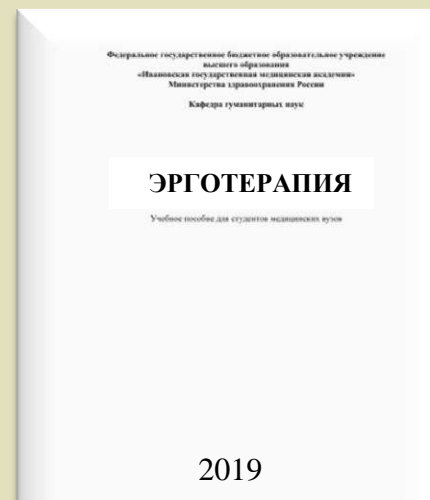 Федеральное государственное бюджетное образовательное учреждение
высшего образования
«Ивановская государственная медицинская академия»
Министерства здравоохранения России
Кафедра гуманитарных наук
ЭРГОТЕРАПИЯ
Учебное пособие для студентов медицинских вузов
2019